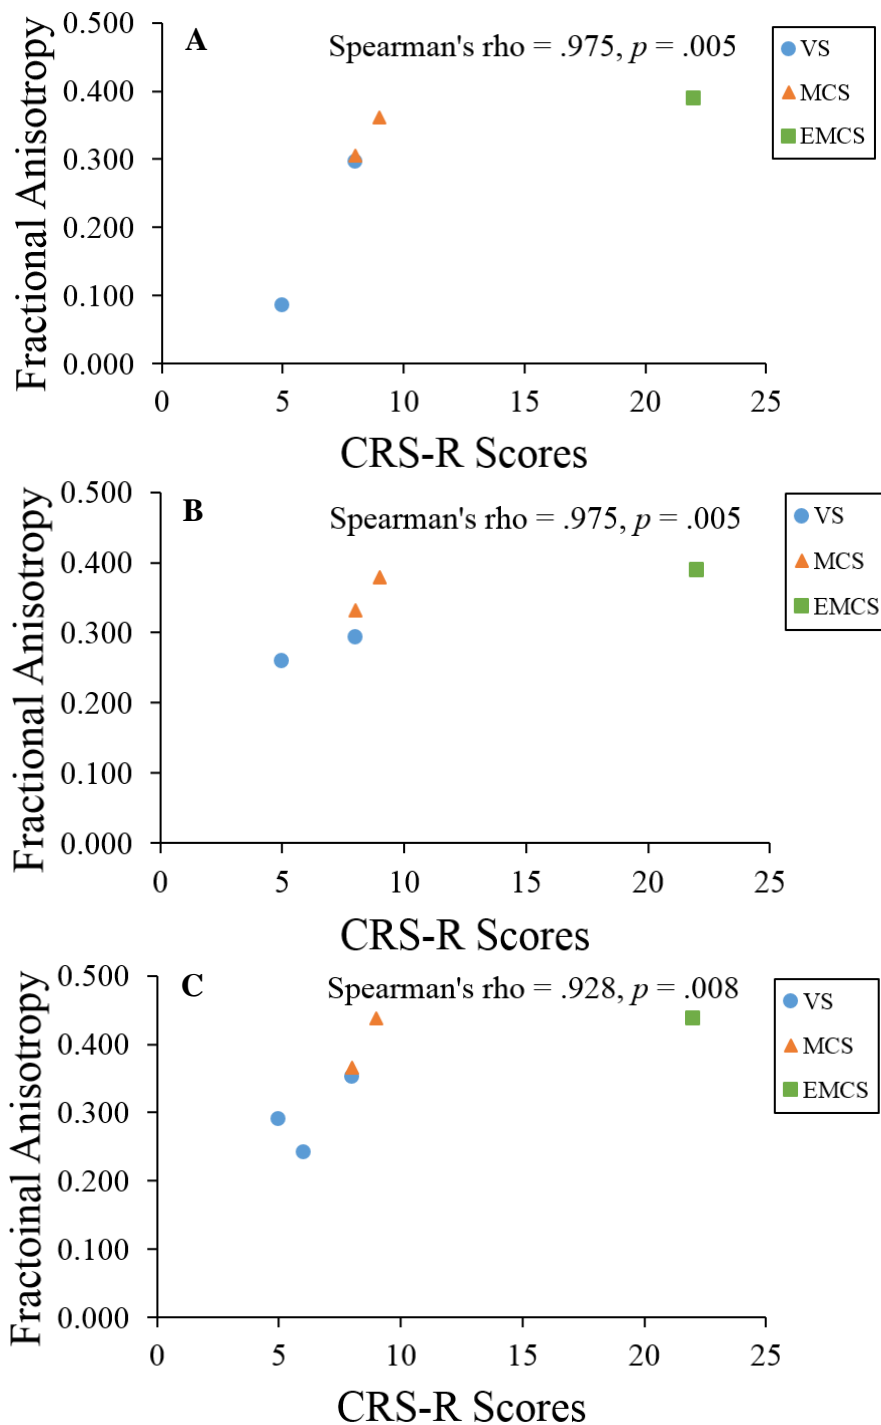 A
Spearman's rho = .975, p = .005
VS
MCS
EMCS
Fractional Anisotropy
0.500
0.400
0.300
0.200
0.100
0.000
0 5 10 15 20 25
CRS-R Scores
B
Spearman's rho = .975, p = .005
VS
MCS
EMCS
Fractional Anisotropy
0.500
0.400
0.300
0.200
0.100
0.000
0 5 10 15 20 25
CRS-R Scores
C
Spearman's rho = .928, p = .008
VS
MCS
EMCS
Fractoinal Anisotropy
0.500
0.400
0.300
0.200
0.100
0.000
0 5 10 15 20 25
CRS-R Scores